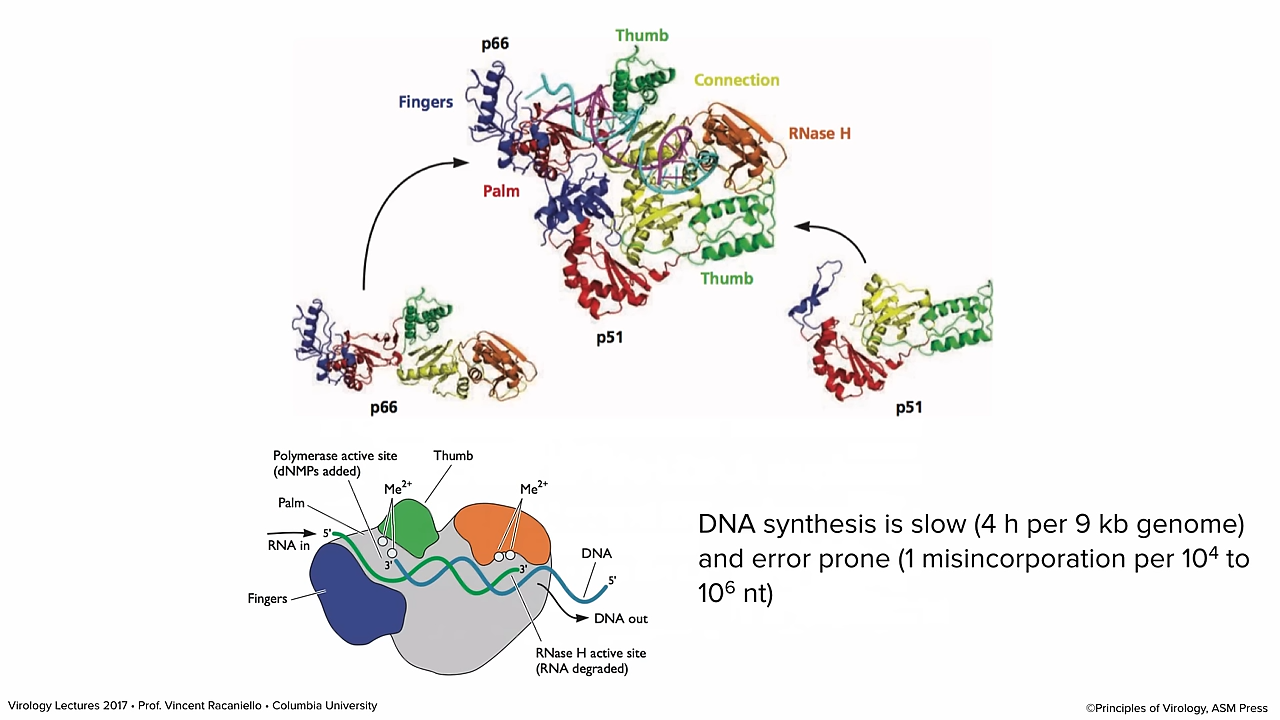 p66
Thumb
Connection
Fingers
RNase H
Palm
Thumb
p51
p66
p51
Polymerase active site
(dNMPs added)
Thumb
Me²⁺
Me²⁺
Palm
5'
RNA in
3'
3'
DNA
5'
Fingers
DNA out
RNase H active site
(RNA degraded)
DNA synthesis is slow (4 h per 9 kb genome)
and error prone (1 misincorporation per 10⁴ to
10⁶ nt)
Virology Lectures 2017 • Prof. Vincent Racaniello • Columbia University
©Principles of Virology, ASM Press